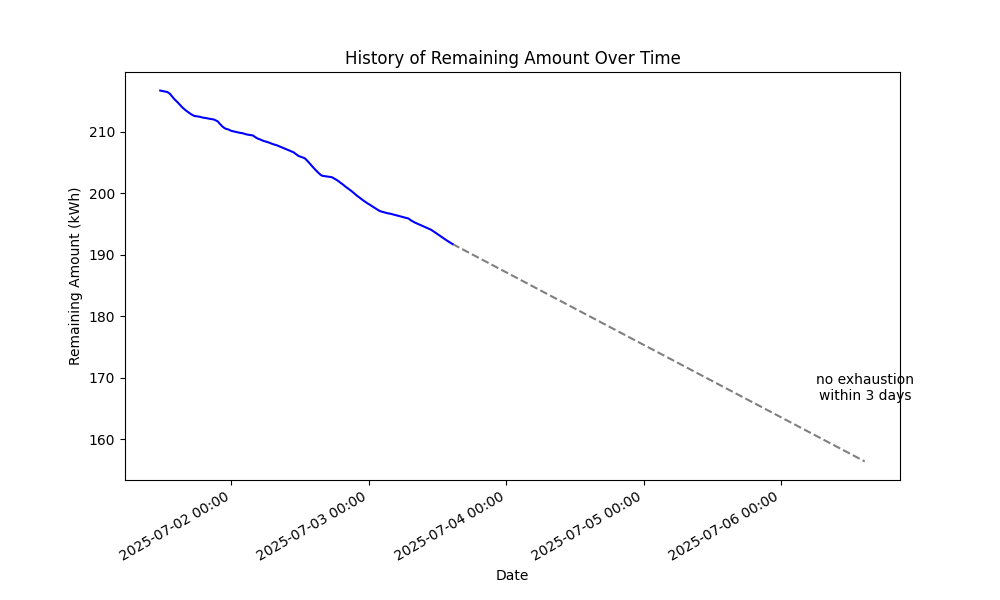 History of Remaining Amount Over Time
Remaining Amount (kWh)
210
200
190
180
170
160
no exhaustion
within 3 days
2025-07-02 00:00
2025-07-03 00:00
2025-07-04 00:00
2025-07-05 00:00
2025-07-06 00:00
Date